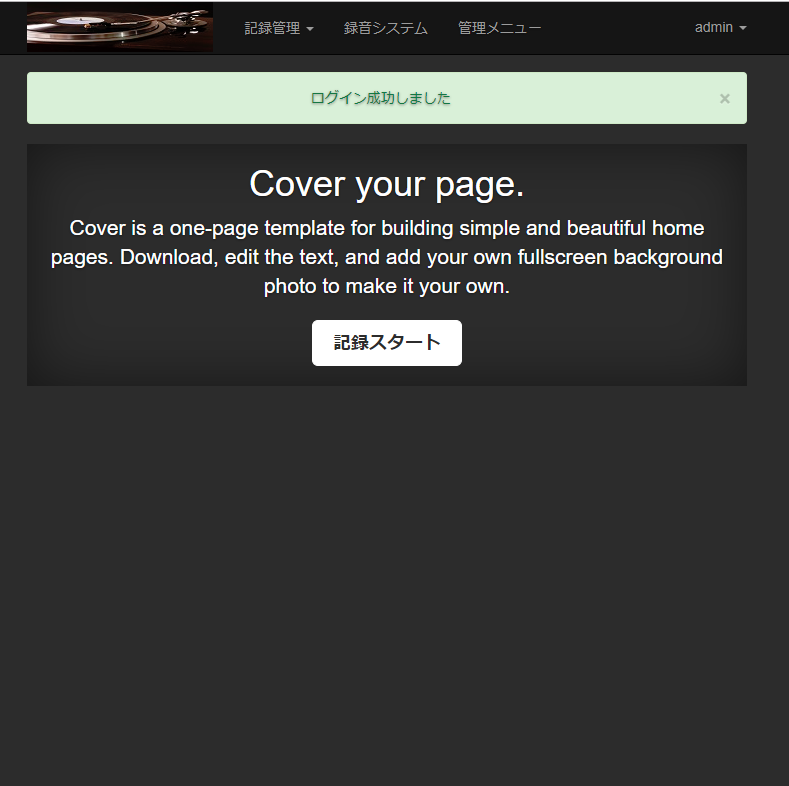 記録管理 録音システム 管理メニュー admin
ログイン成功しました ×
Cover your page.
Cover is a one-page template for building simple and beautiful home
pages. Download, edit the text, and add your own fullscreen background
photo to make it your own.
記録スタート